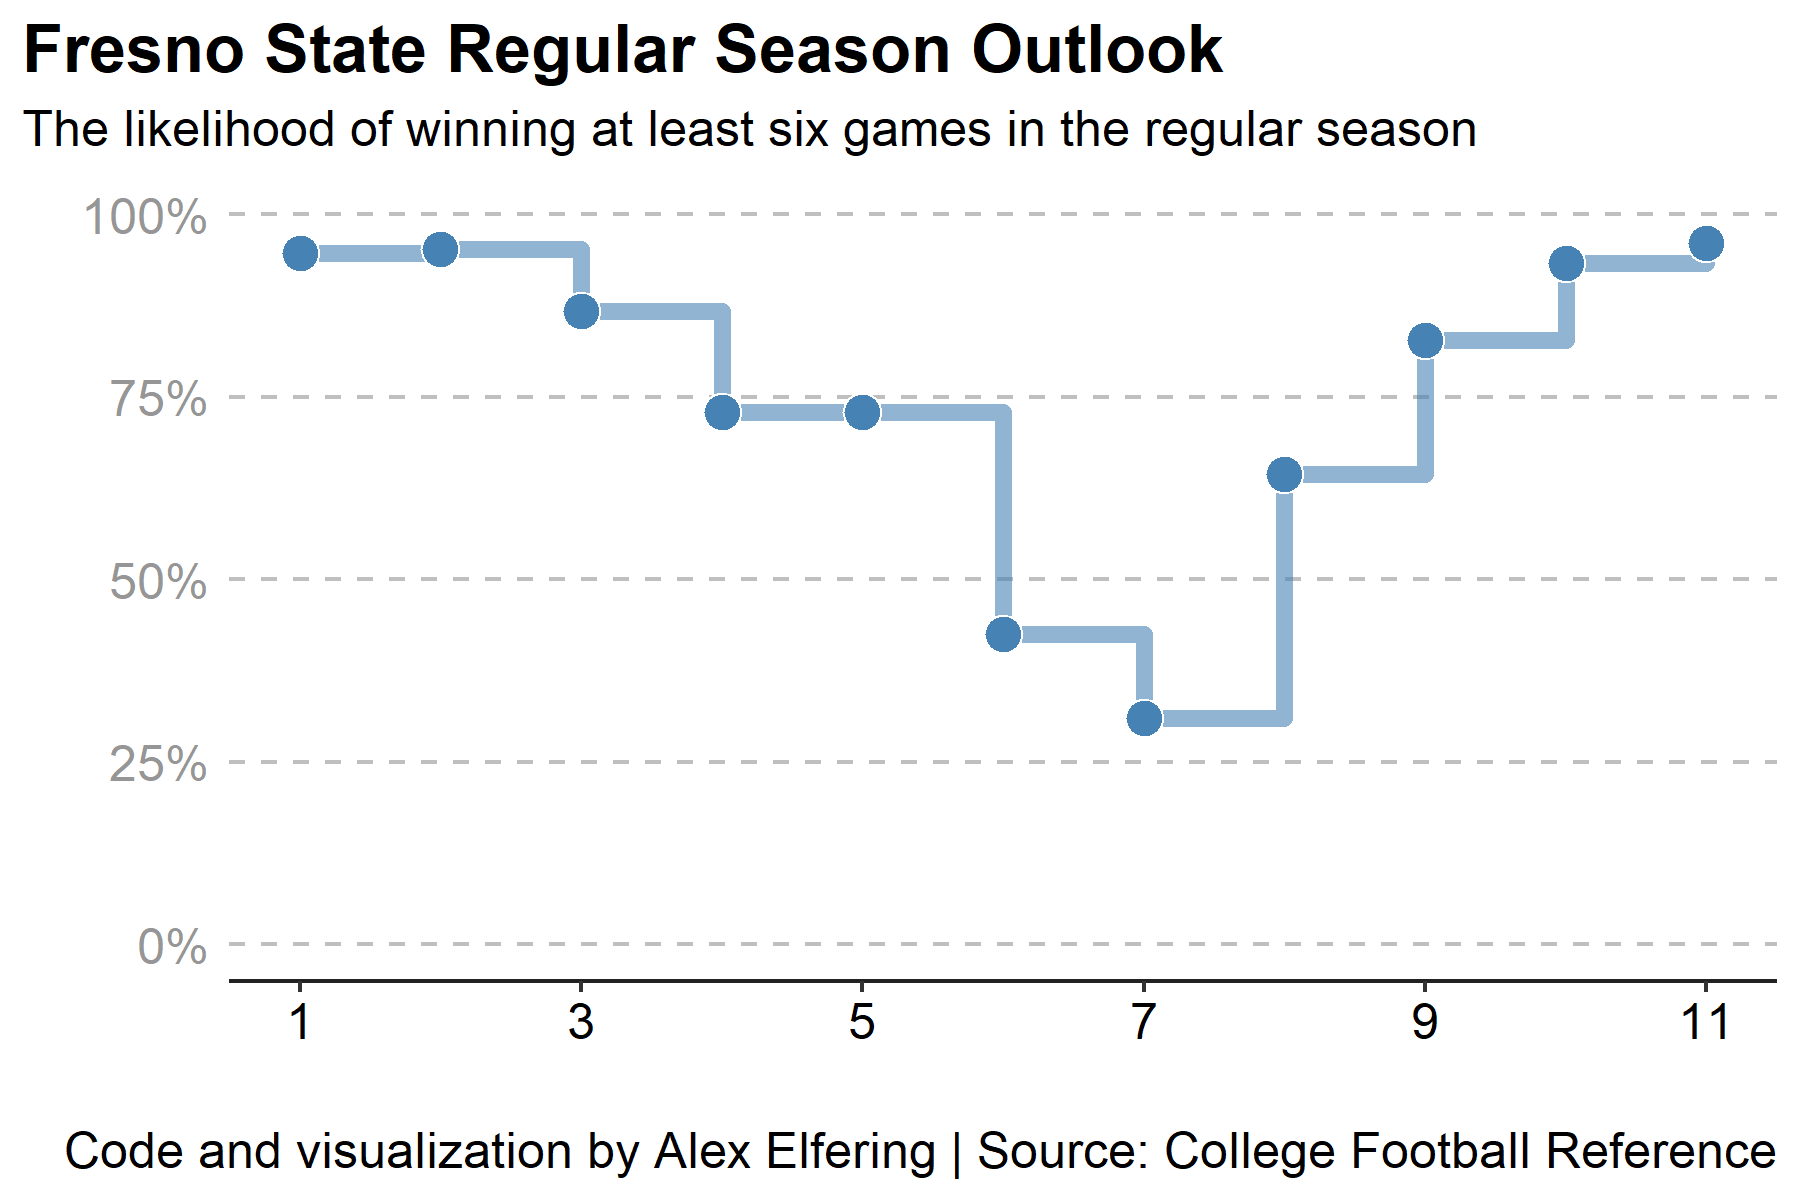 Fresno State Regular Season Outlook
The likelihood of winning at least six games in the regular season
100%
75%
50%
25%
0%
1 3 5 7 9 11
Code and visualization by Alex Elfering | Source: College Football Reference